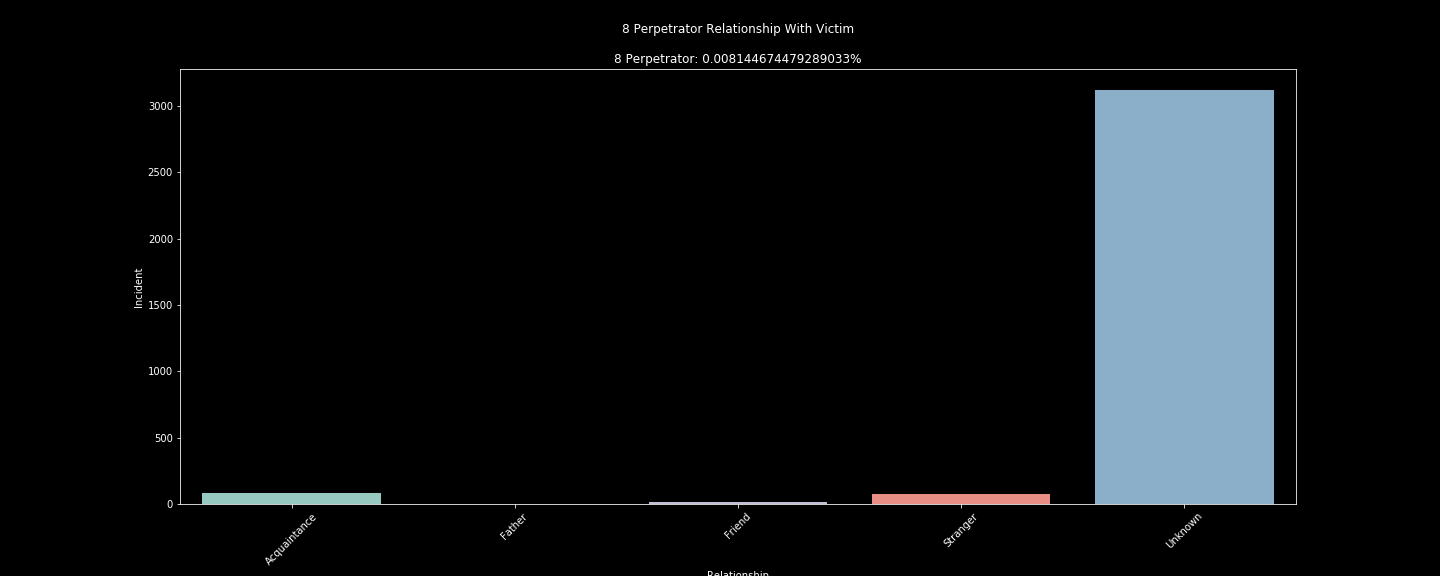 8 Perpetrator Relationship With Victim
8 Perpetrator: 0.008144674479289033%
3000
2500
2000
1500
1000
500
0
Incident
Acquaintance
Father
Friend
Stranger
Unknown
Relationship